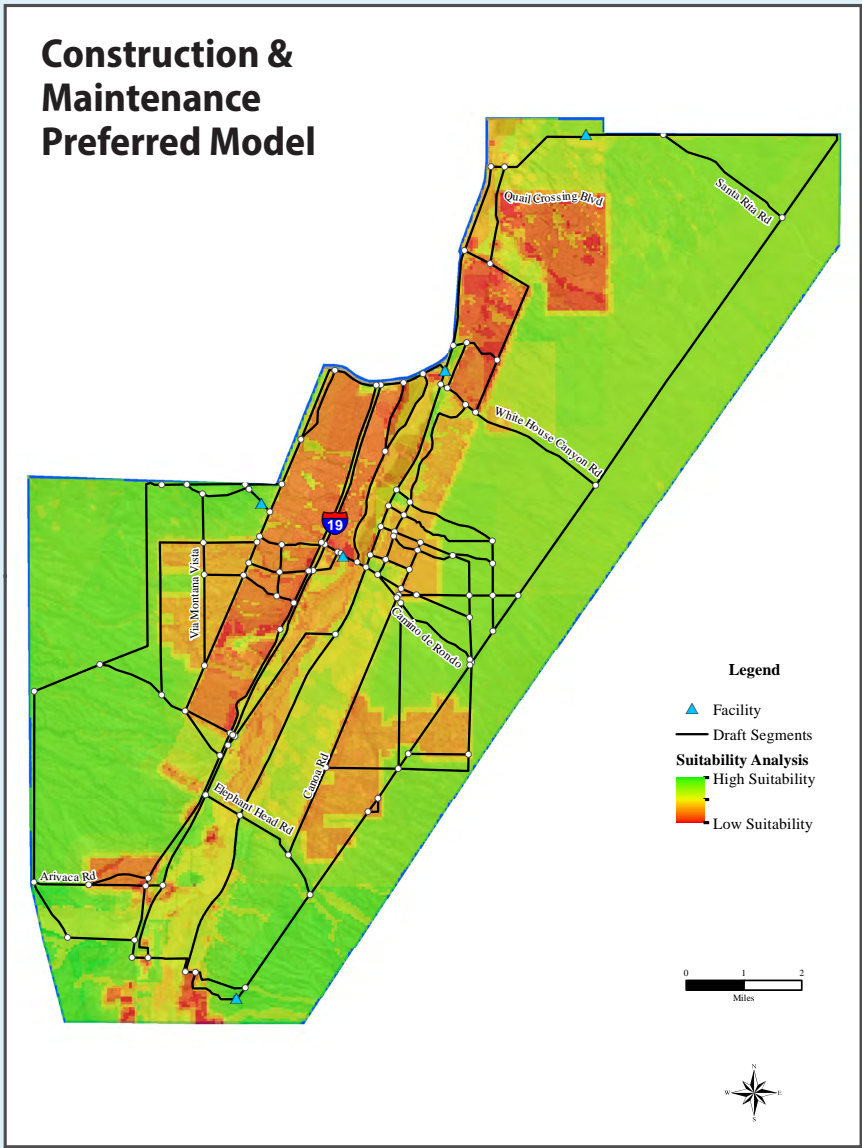 Construction &
Maintenance
Preferred Model
Quail Crossing Blvd
Santa Rita Rd
White House Canyon Rd
19
Via Montana Vista
Camino de Rondo
Canoa Rd
Elephant Head Rd
Arivaca Rd
Legend
Facility
Draft Segments
Suitability Analysis
High Suitability
Low Suitability
0 1 2
Miles
N
W E
S